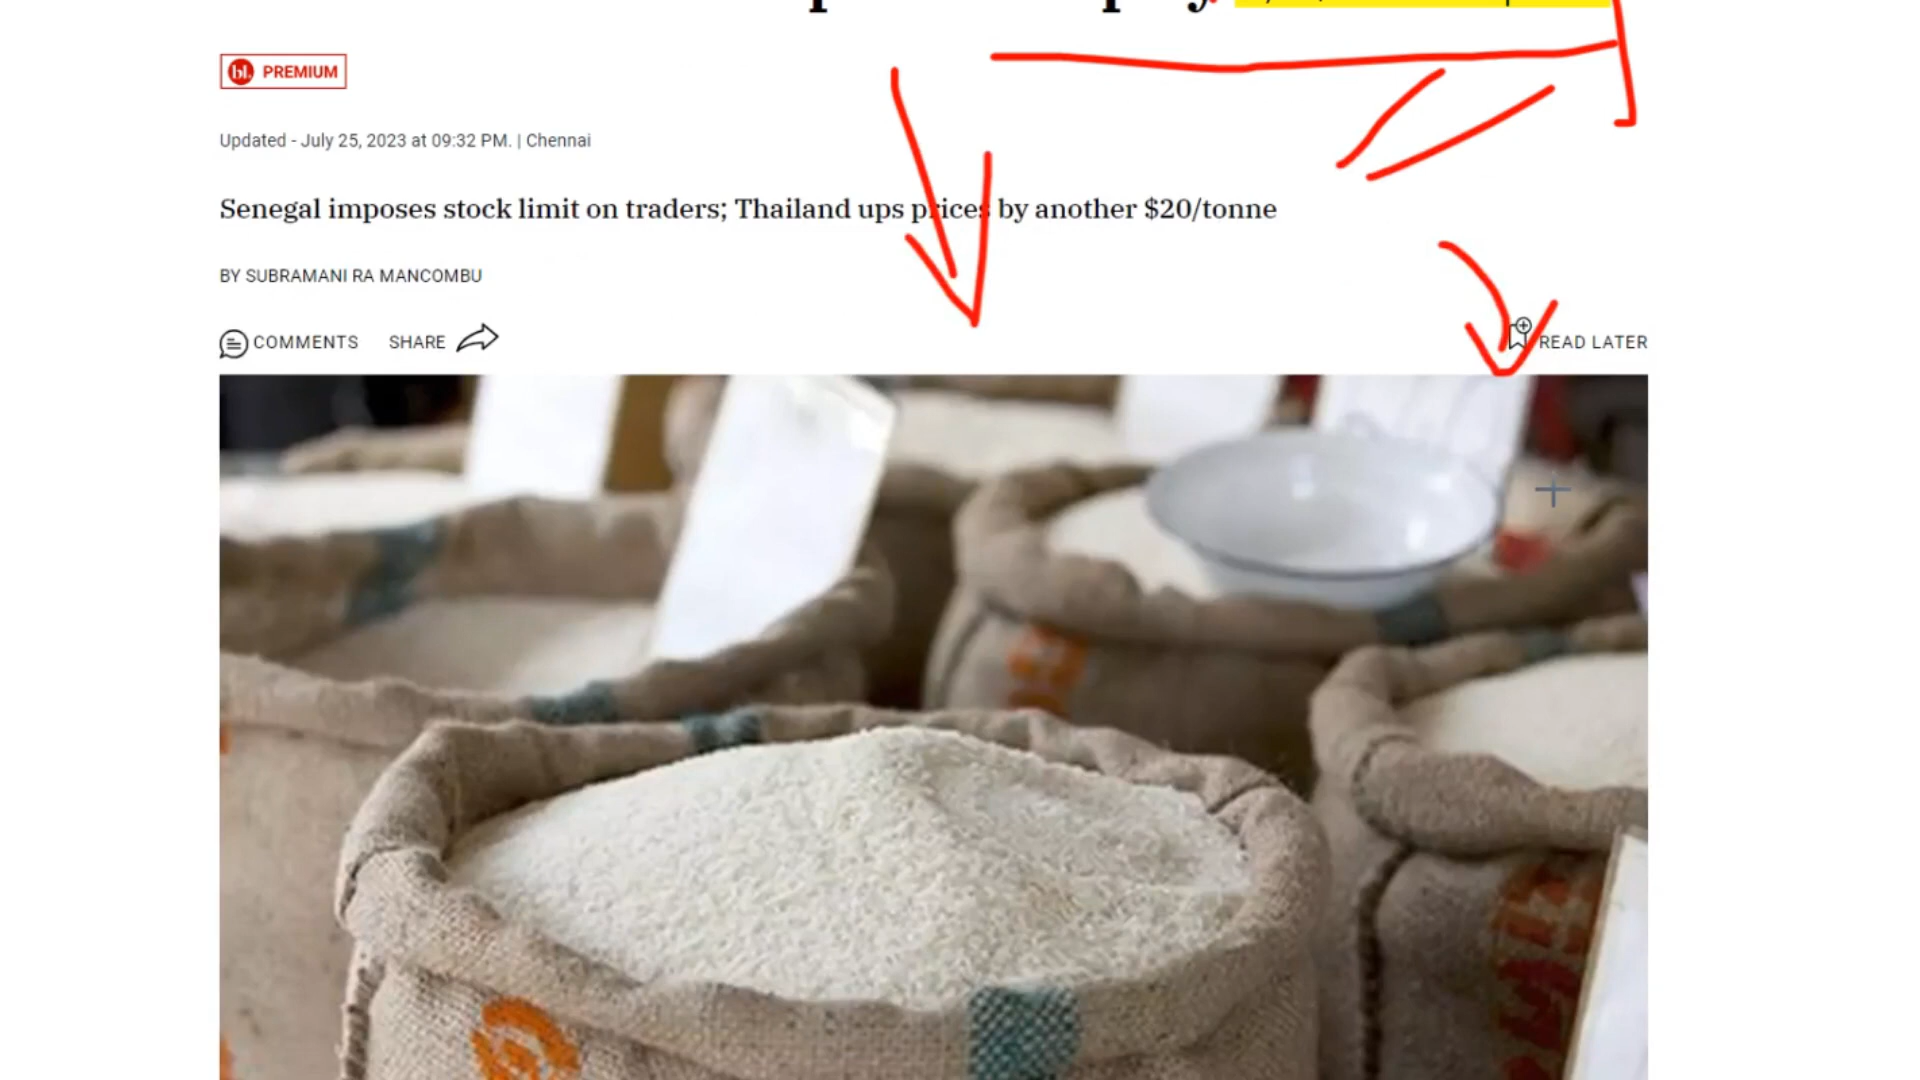 bl. PREMIUM
Updated - July 25, 2023 at 09:32 PM. | Chennai
Senegal imposes stock limit on traders; Thailand ups prices by another $20/tonne
BY SUBRAMANI RA MANCOMBU
COMMENTS SHARE READ LATER